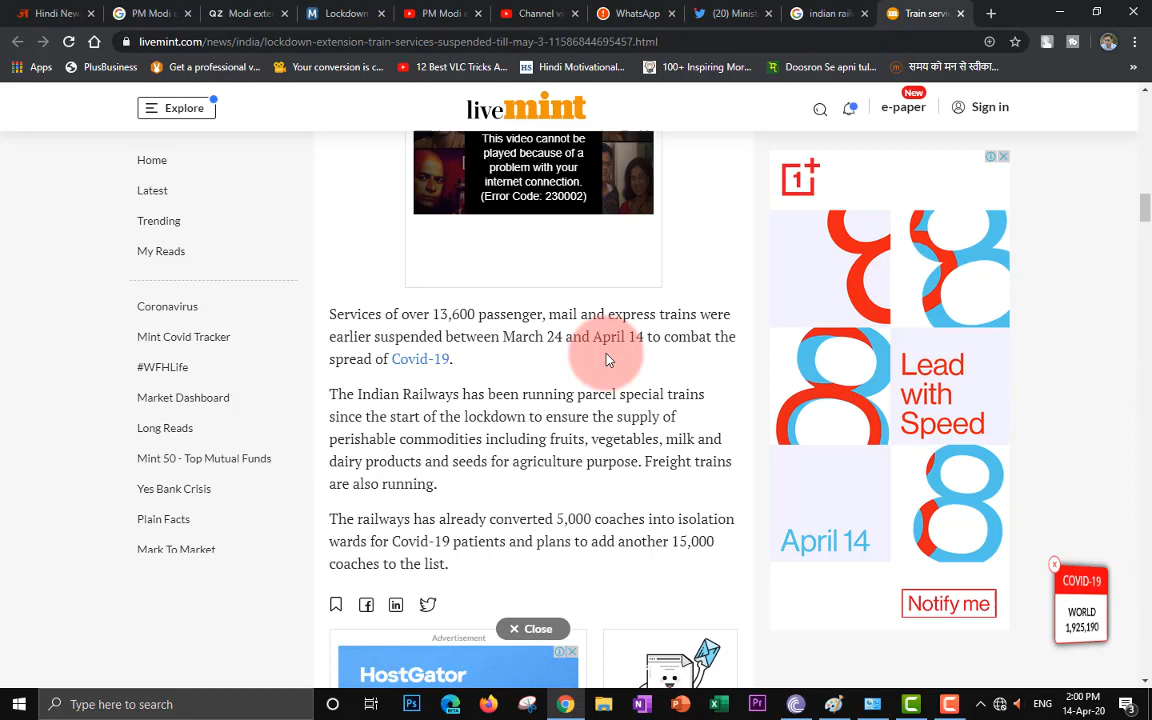 Hindi New
PM Modi e
Modi exten
Lockdown
PM Modi e
Channel vi
WhatsApp
(20) Minist
indian rail
Train servi
livemint.com/news/india/lockdown-extension-train-services-suspended-till-may-3-11586844695457.html
Apps
PlusBusiness
Get a professional v...
Your conversion is c...
12 Best VLC Tricks A...
Hindi Motivational...
100+ Inspiring Mor...
Doosron Se apni tul...
समय को मन से स्वीका...
Explore
livemint
New
e-paper
Sign in
Home
Latest
Trending
My Reads
Coronavirus
Mint Covid Tracker
#WFHLife
Market Dashboard
Long Reads
Mint 50 - Top Mutual Funds
Yes Bank Crisis
Plain Facts
Mark To Market
This video cannot be
played because of a
problem with your
internet connection.
(Error Code: 230002)
Services of over 13,600 passenger, mail and express trains were
earlier suspended between March 24 and April 14 to combat the
spread of Covid-19.
The Indian Railways has been running parcel special trains
since the start of the lockdown to ensure the supply of
perishable commodities including fruits, vegetables, milk and
dairy products and seeds for agriculture purpose. Freight trains
are also running.
The railways has already converted 5,000 coaches into isolation
wards for Covid-19 patients and plans to add another 15,000
coaches to the list.
Close
Advertisement
HostGator
1+
Lead
with
Speed
April 14
Notify me
COVID-19
WORLD
1,925,190
Type here to search
ENG
2:00 PM
14-Apr-20
3